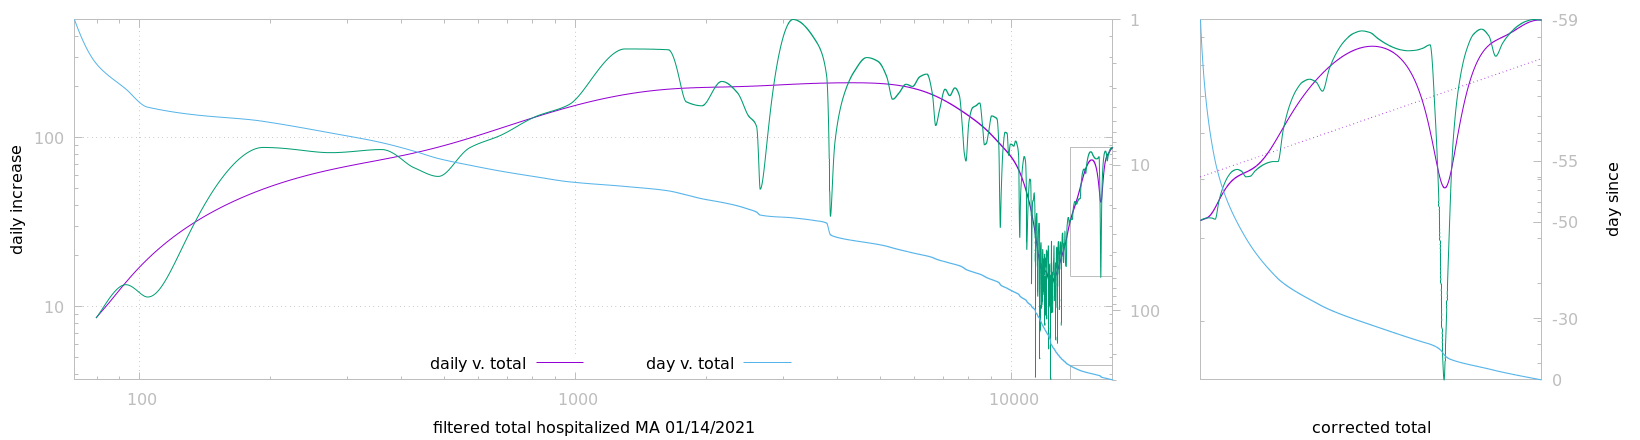 1
-59
daily increase
100
10
10
100
-55
-50
-30
0
day since
daily v. total
day v. total
100
1000
10000
filtered total hospitalized MA 01/14/2021
corrected total